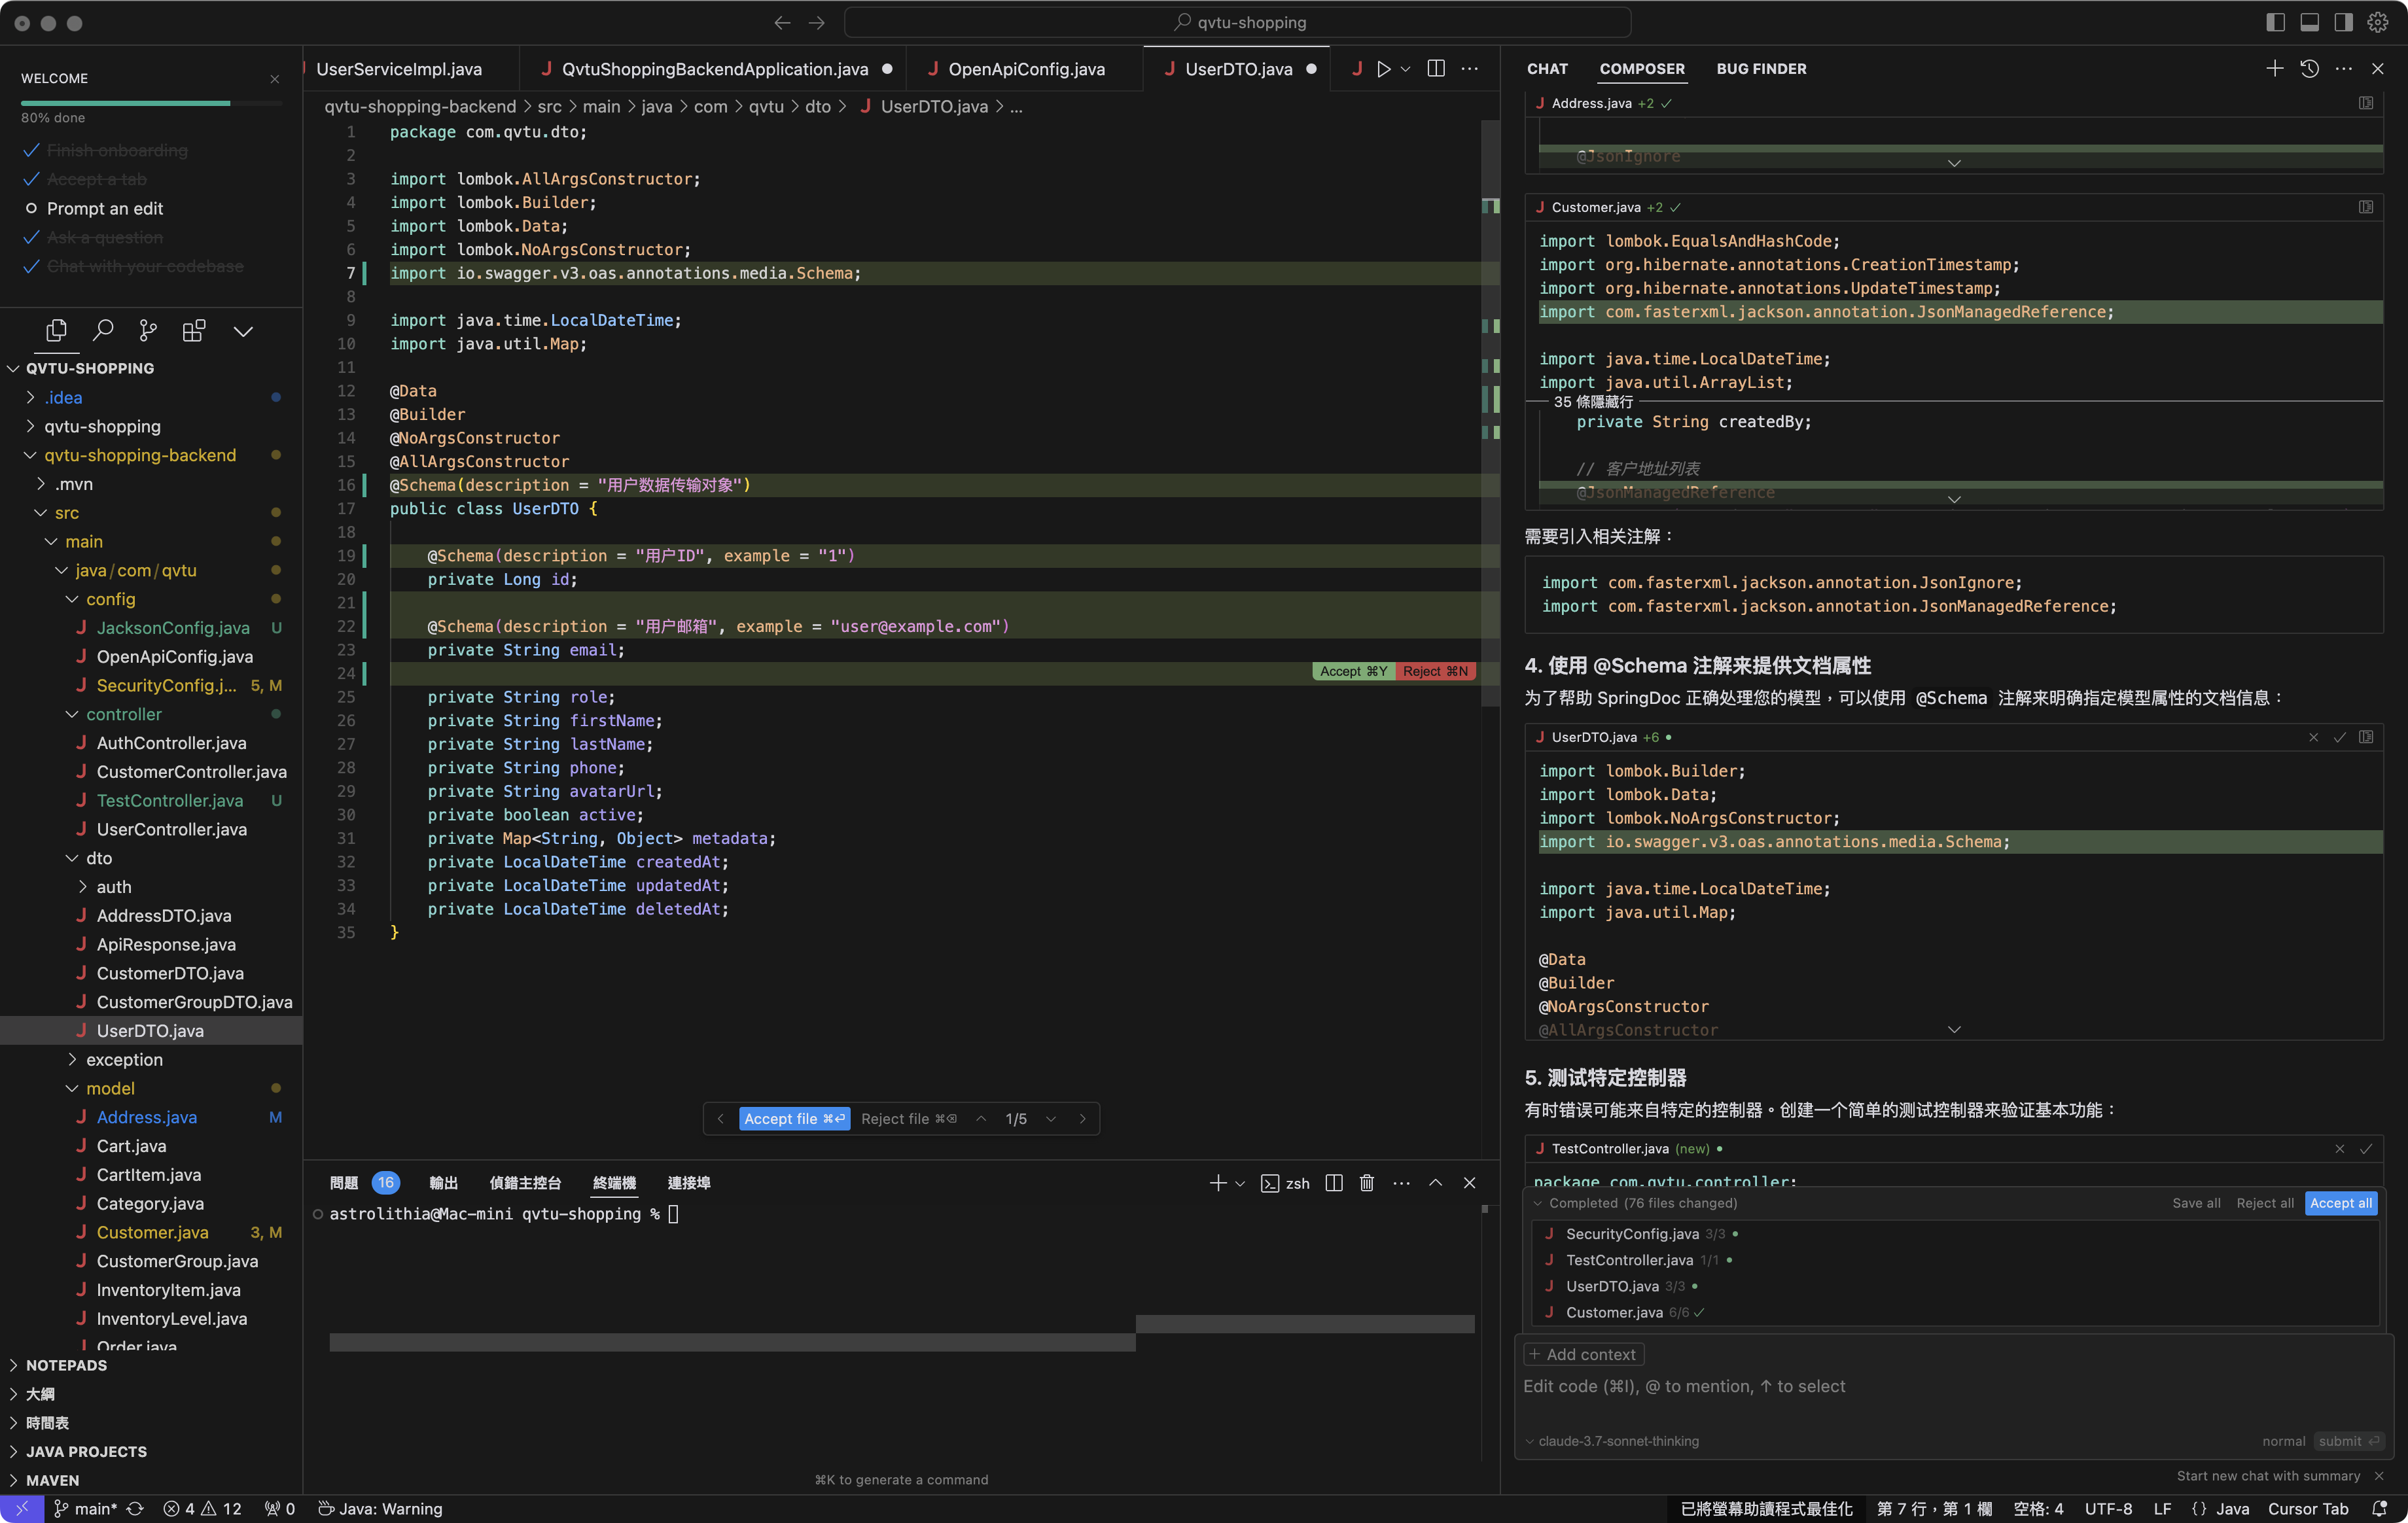 qvtu-shopping
WELCOME
80% done
Finish onboarding
Accept a tab
Prompt an edit
Ask a question
Chat with your codebase
QVTU-SHOPPING
.idea
qvtu-shopping
qvtu-shopping-backend
.mvn
src
main
java/com/qvtu
config
JacksonConfig.java U
OpenApiConfig.java
SecurityConfig.j... 5, M
controller
AuthController.java
CustomerController.java
TestController.java U
UserController.java
dto
auth
AddressDTO.java
ApiResponse.java
CustomerDTO.java
CustomerGroupDTO.java
UserDTO.java
exception
model
Address.java M
Cart.java
CartItem.java
Category.java
Customer.java 3, M
CustomerGroup.java
InventoryItem.java
InventoryLevel.java
Order.java
NOTEPADS
大綱
時間表
JAVA PROJECTS
MAVEN
UserServiceImpl.java
QvtuShoppingBackendApplication.java
OpenApiConfig.java
UserDTO.java
qvtu-shopping-backend > src > main > java > com > qvtu > dto > UserDTO.java > ...
1 package com.qvtu.dto;
2
3 import lombok.AllArgsConstructor;
4 import lombok.Builder;
5 import lombok.Data;
6 import lombok.NoArgsConstructor;
7 import io.swagger.v3.oas.annotations.media.Schema;
8
9 import java.time.LocalDateTime;
10 import java.util.Map;
11
12 @Data
13 @Builder
14 @NoArgsConstructor
15 @AllArgsConstructor
16 @Schema(description = "用户数据传输对象")
17 public class UserDTO {
18
19 @Schema(description = "用户ID", example = "1")
20 private Long id;
21
22 @Schema(description = "用户邮箱", example = "user@example.com")
23 private String email;
24
Accept ⌘Y Reject ⌘N
25 private String role;
26 private String firstName;
27 private String lastName;
28 private String phone;
29 private String avatarUrl;
30 private boolean active;
31 private Map<String, Object> metadata;
32 private LocalDateTime createdAt;
33 private LocalDateTime updatedAt;
34 private LocalDateTime deletedAt;
35 }
Accept file ⌘⏎ Reject file ⌘⌫ 1/5
問題 16 輸出 偵錯主控台 終端機 連接埠
zsh
astrolithia@Mac-mini qvtu-shopping %
⌘K to generate a command
CHAT COMPOSER BUG FINDER
Address.java +2
@JsonIgnore
Customer.java +2
import lombok.EqualsAndHashCode;
import org.hibernate.annotations.CreationTimestamp;
import org.hibernate.annotations.UpdateTimestamp;
import com.fasterxml.jackson.annotation.JsonManagedReference;
import java.time.LocalDateTime;
import java.util.ArrayList;
35 條隱藏行
private String createdBy;
// 客户地址列表
@JsonManagedReference
需要引入相关注解：
import com.fasterxml.jackson.annotation.JsonIgnore;
import com.fasterxml.jackson.annotation.JsonManagedReference;
4. 使用 @Schema 注解来提供文档属性
为了帮助 SpringDoc 正确处理您的模型，可以使用 @Schema 注解来明确指定模型属性的文档信息：
UserDTO.java +6
import lombok.Builder;
import lombok.Data;
import lombok.NoArgsConstructor;
import io.swagger.v3.oas.annotations.media.Schema;
import java.time.LocalDateTime;
import java.util.Map;
@Data
@Builder
@NoArgsConstructor
@AllArgsConstructor
5. 测试特定控制器
有时错误可能来自特定的控制器。创建一个简单的测试控制器来验证基本功能：
TestController.java (new)
package com.qvtu.controller;
Completed (76 files changed) Save all Reject all Accept all
SecurityConfig.java 3/3
TestController.java 1/1
UserDTO.java 3/3
Customer.java 6/6
+ Add context
Edit code (⌘I), @ to mention, ↑ to select
claude-3.7-sonnet-thinking normal submit ⏎
Start new chat with summary
main* 4 12 0 Java: Warning
已將螢幕助讀程式最佳化 第 7 行，第 1 欄 空格: 4 UTF-8 LF {} Java Cursor Tab